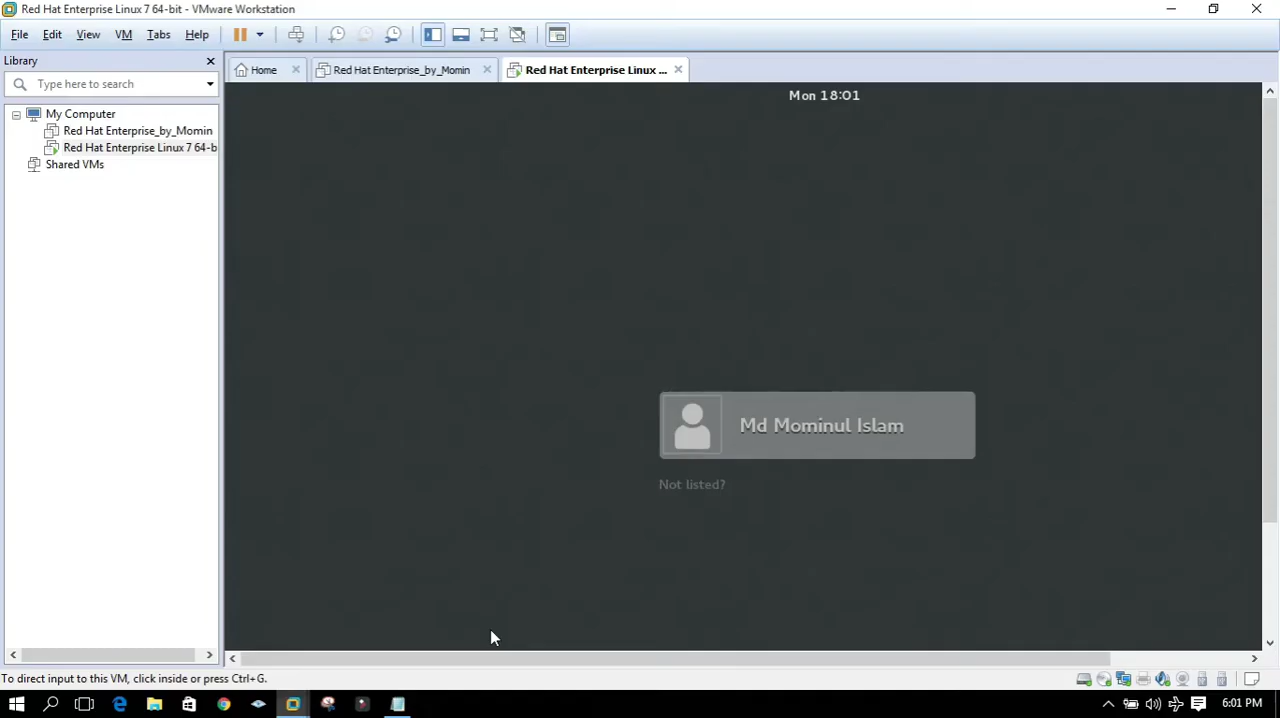 Red Hat Enterprise Linux 7 64-bit - VMware Workstation
File Edit View VM Tabs Help
Library
Home
Red Hat Enterprise_by_Momin
Red Hat Enterprise Linux ...
Type here to search
Mon 18:01
My Computer
Red Hat Enterprise_by_Momin
Red Hat Enterprise Linux 7 64-b
Shared VMs
Md Mominul Islam
Not listed?
To direct input to this VM, click inside or press Ctrl+G.
6:01 PM